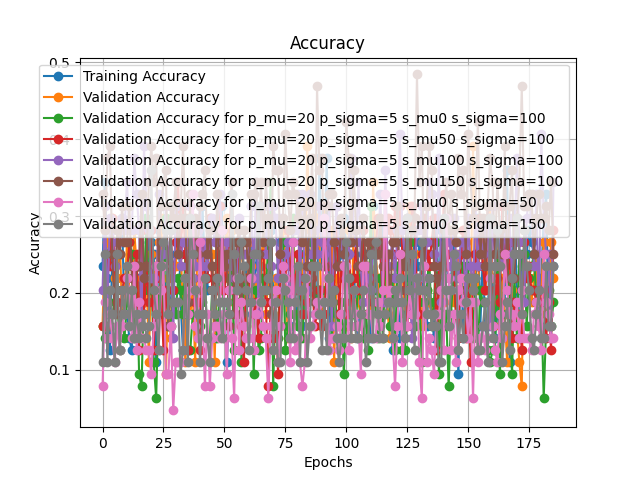 Accuracy
0.5
0.3
0.2
0.1
Accuracy
Training Accuracy
Validation Accuracy
Validation Accuracy for p_mu=20 p_sigma=5 s_mu0 s_sigma=100
Validation Accuracy for p_mu=20 p_sigma=5 s_mu50 s_sigma=100
Validation Accuracy for p_mu=20 p_sigma=5 s_mu100 s_sigma=100
Validation Accuracy for p_mu=20 p_sigma=5 s_mu150 s_sigma=100
Validation Accuracy for p_mu=20 p_sigma=5 s_mu0 s_sigma=50
Validation Accuracy for p_mu=20 p_sigma=5 s_mu0 s_sigma=150
0 25 50 75 100 125 150 175
Epochs